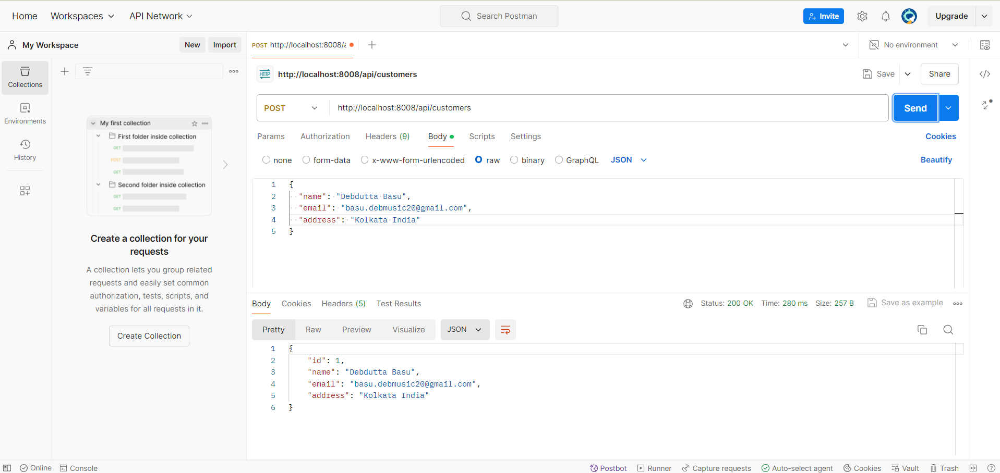 Home Workspaces API Network Search Postman Invite Upgrade
My Workspace New Import POST http://localhost:8008/a No environment
Collections
Environments
History
My first collection
First folder inside collection
GET
POST
GET
Second folder inside collection
GET
GET
Create a collection for your
requests
A collection lets you group related
requests and easily set common
authorization, tests, scripts, and
variables for all requests in it.
Create Collection
HTTP http://localhost:8008/api/customers Save Share
POST http://localhost:8008/api/customers Send
Params Authorization Headers (9) Body Scripts Settings Cookies
none form-data x-www-form-urlencoded raw binary GraphQL JSON Beautify
1 {
2 "name": "Debdutta Basu",
3 "email": "basu.debmusic20@gmail.com",
4 "address": "Kolkata India"
5 }
Body Cookies Headers (5) Test Results Status: 200 OK Time: 280 ms Size: 257 B Save as example
Pretty Raw Preview Visualize JSON
1 {
2 "id": 1,
3 "name": "Debdutta Basu",
4 "email": "basu.debmusic20@gmail.com",
5 "address": "Kolkata India"
6 }
Online Console Postbot Runner Capture requests Auto-select agent Cookies Vault Trash